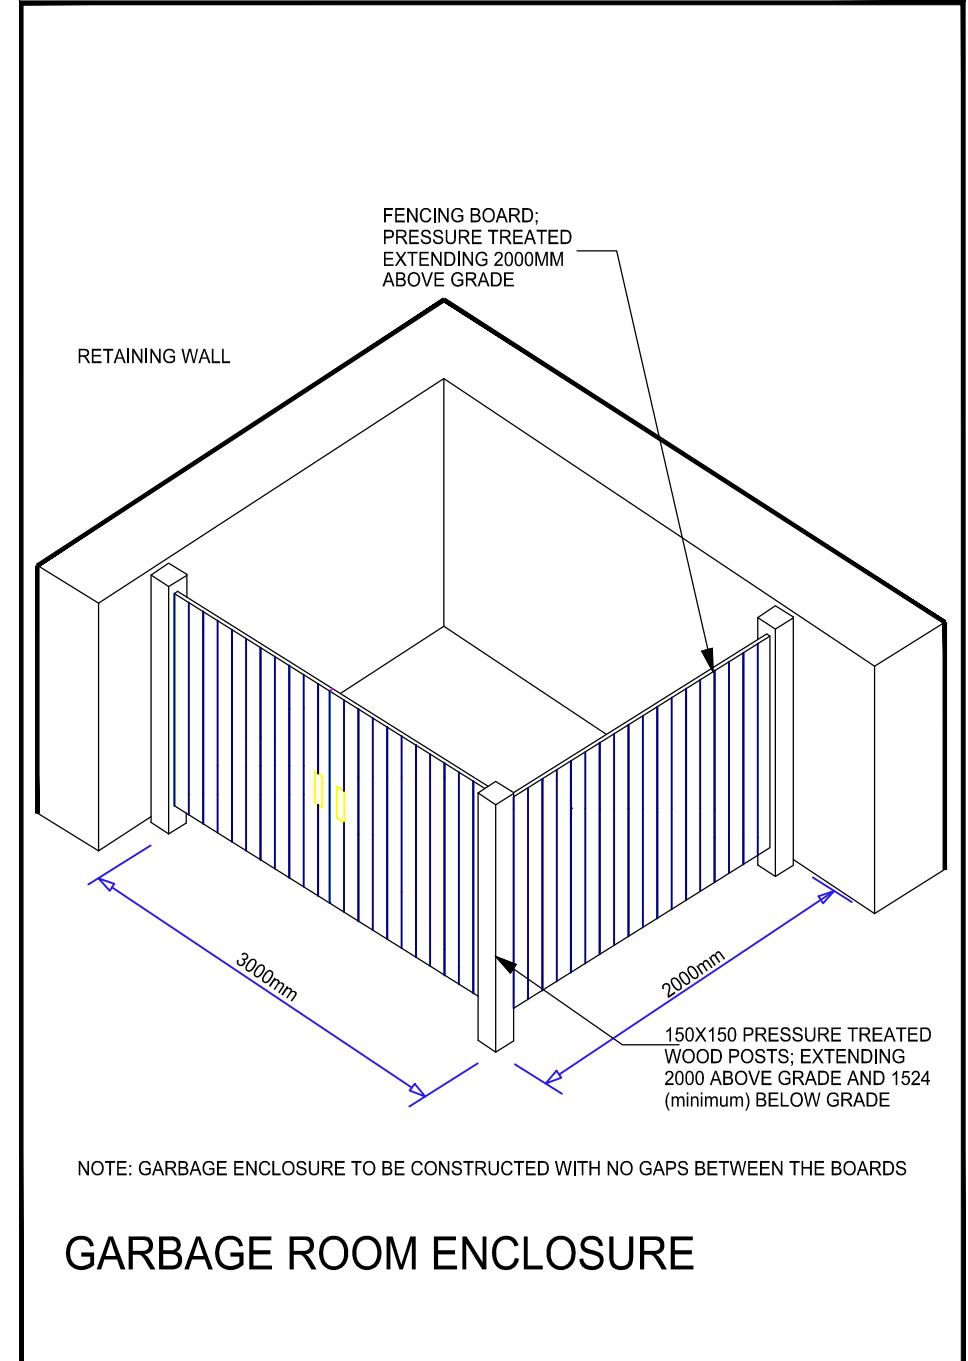 FENCING BOARD;
PRESSURE TREATED
EXTENDING 2000MM
ABOVE GRADE
RETAINING WALL
3000mm
2000mm
150X150 PRESSURE TREATED
WOOD POSTS; EXTENDING
2000 ABOVE GRADE AND 1524
(minimum) BELOW GRADE
NOTE: GARBAGE ENCLOSURE TO BE CONSTRUCTED WITH NO GAPS BETWEEN THE BOARDS
GARBAGE ROOM ENCLOSURE